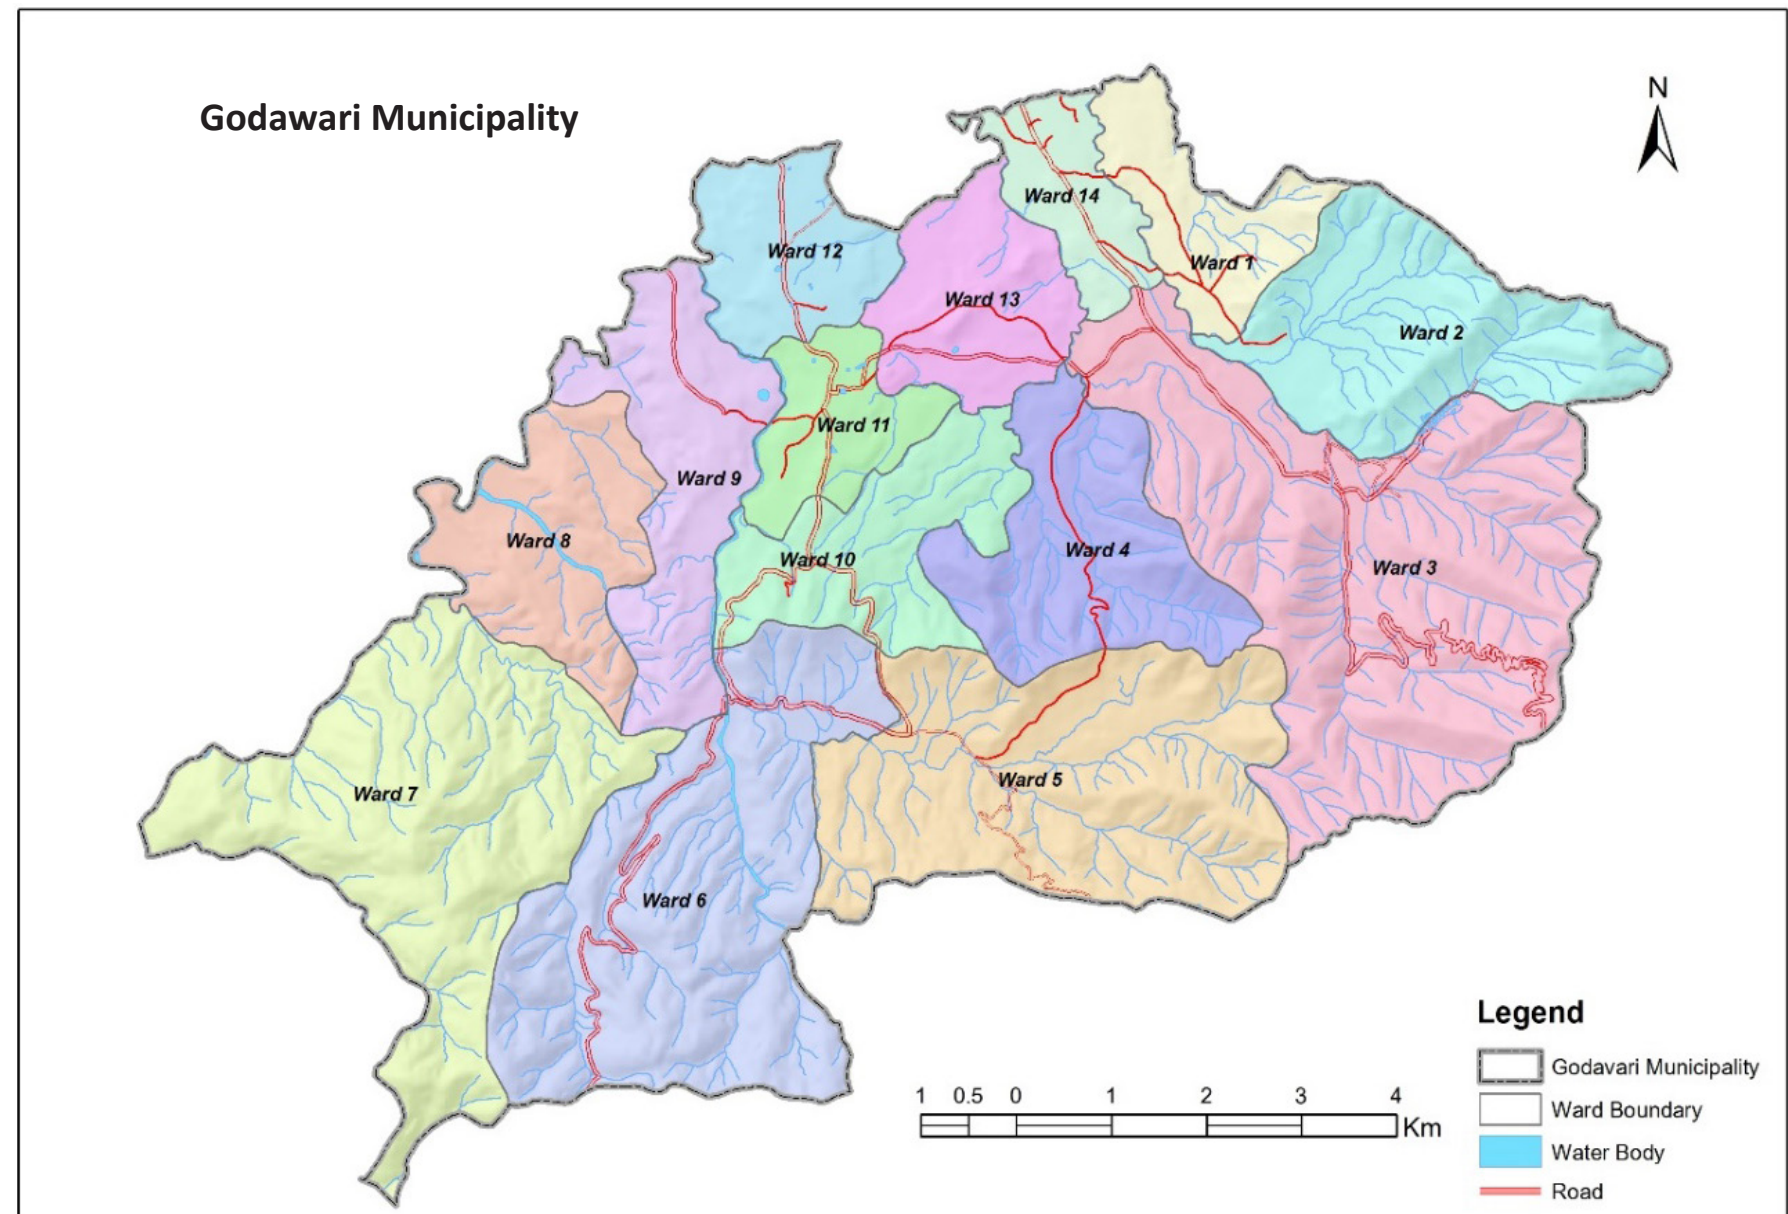 Godawari Municipality
N
Ward 14
Ward 12
Ward 1
Ward 13
Ward 2
Ward 11
Ward 9
Ward 8
Ward 10
Ward 4
Ward 3
Ward 7
Ward 5
Ward 6
Legend
Godavari Municipality
Ward Boundary
Water Body
Road
1 0.5 0 1 2 3 4
Km